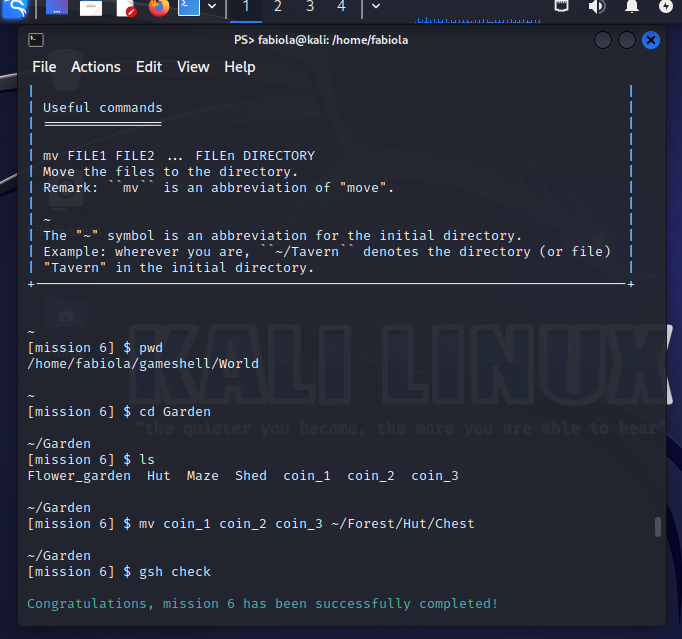 1 2 3 4
PS> fabiola@kali: /home/fabiola
File Actions Edit View Help
Useful commands
═══════════════
mv FILE1 FILE2 ... FILEn DIRECTORY
Move the files to the directory.
Remark: ``mv`` is an abbreviation of "move".
~
The "~" symbol is an abbreviation for the initial directory.
Example: wherever you are, ``~/Tavern`` denotes the directory (or file)
"Tavern" in the initial directory.
~
[mission 6] $ pwd
/home/fabiola/gameshell/World
~
[mission 6] $ cd Garden
~/Garden
[mission 6] $ ls
Flower_garden Hut Maze Shed coin_1 coin_2 coin_3
~/Garden
[mission 6] $ mv coin_1 coin_2 coin_3 ~/Forest/Hut/Chest
~/Garden
[mission 6] $ gsh check
Congratulations, mission 6 has been successfully completed!
KALI LINUX
"the quieter you become, the more you are able to hear"